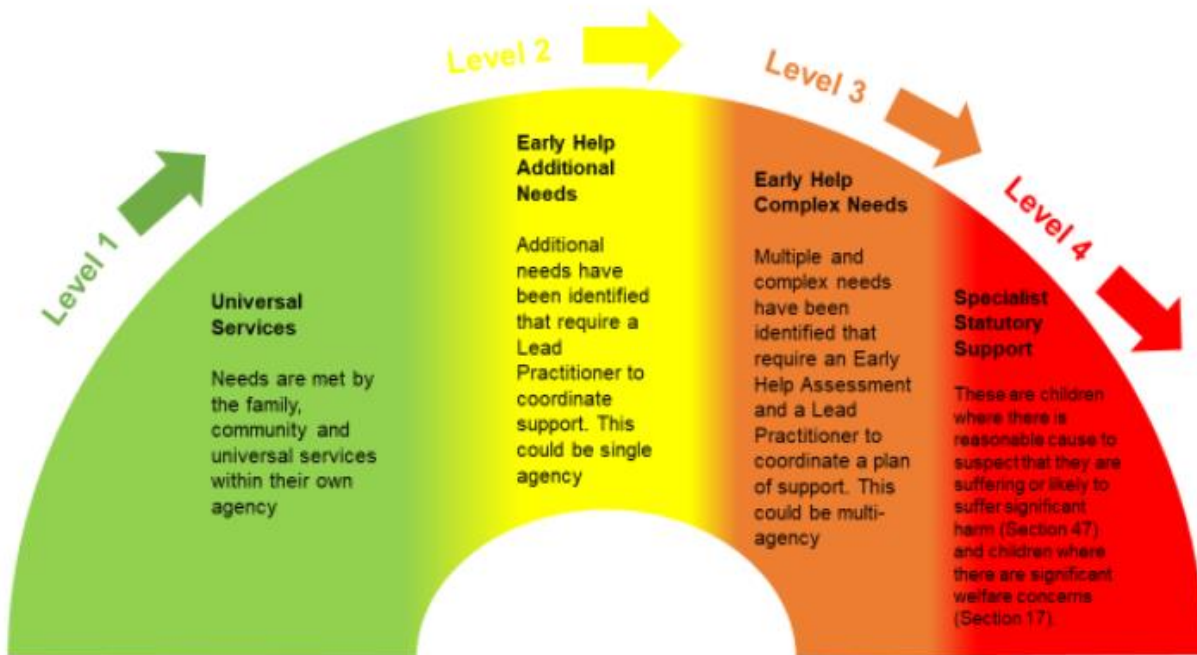 Level 1
Universal
Services
Needs are met by
the family,
community and
universal services
within their own
agency
Level 2
Early Help
Additional
Needs
Additional
needs have
been identified
that require a
Lead
Practitioner to
coordinate
support. This
could be single
agency
Level 3
Early Help
Complex Needs
Multiple and
complex needs
have been
identified that
require an Early
Help Assessment
and a Lead
Practitioner to
coordinate a plan
of support. This
could be multi-
agency
Level 4
Specialist
Statutory
Support
These are children
where there is
reasonable cause to
suspect that they are
suffering or likely to
suffer significant
harm (Section 47)
and children where
there are significant
welfare concerns
(Section 17).